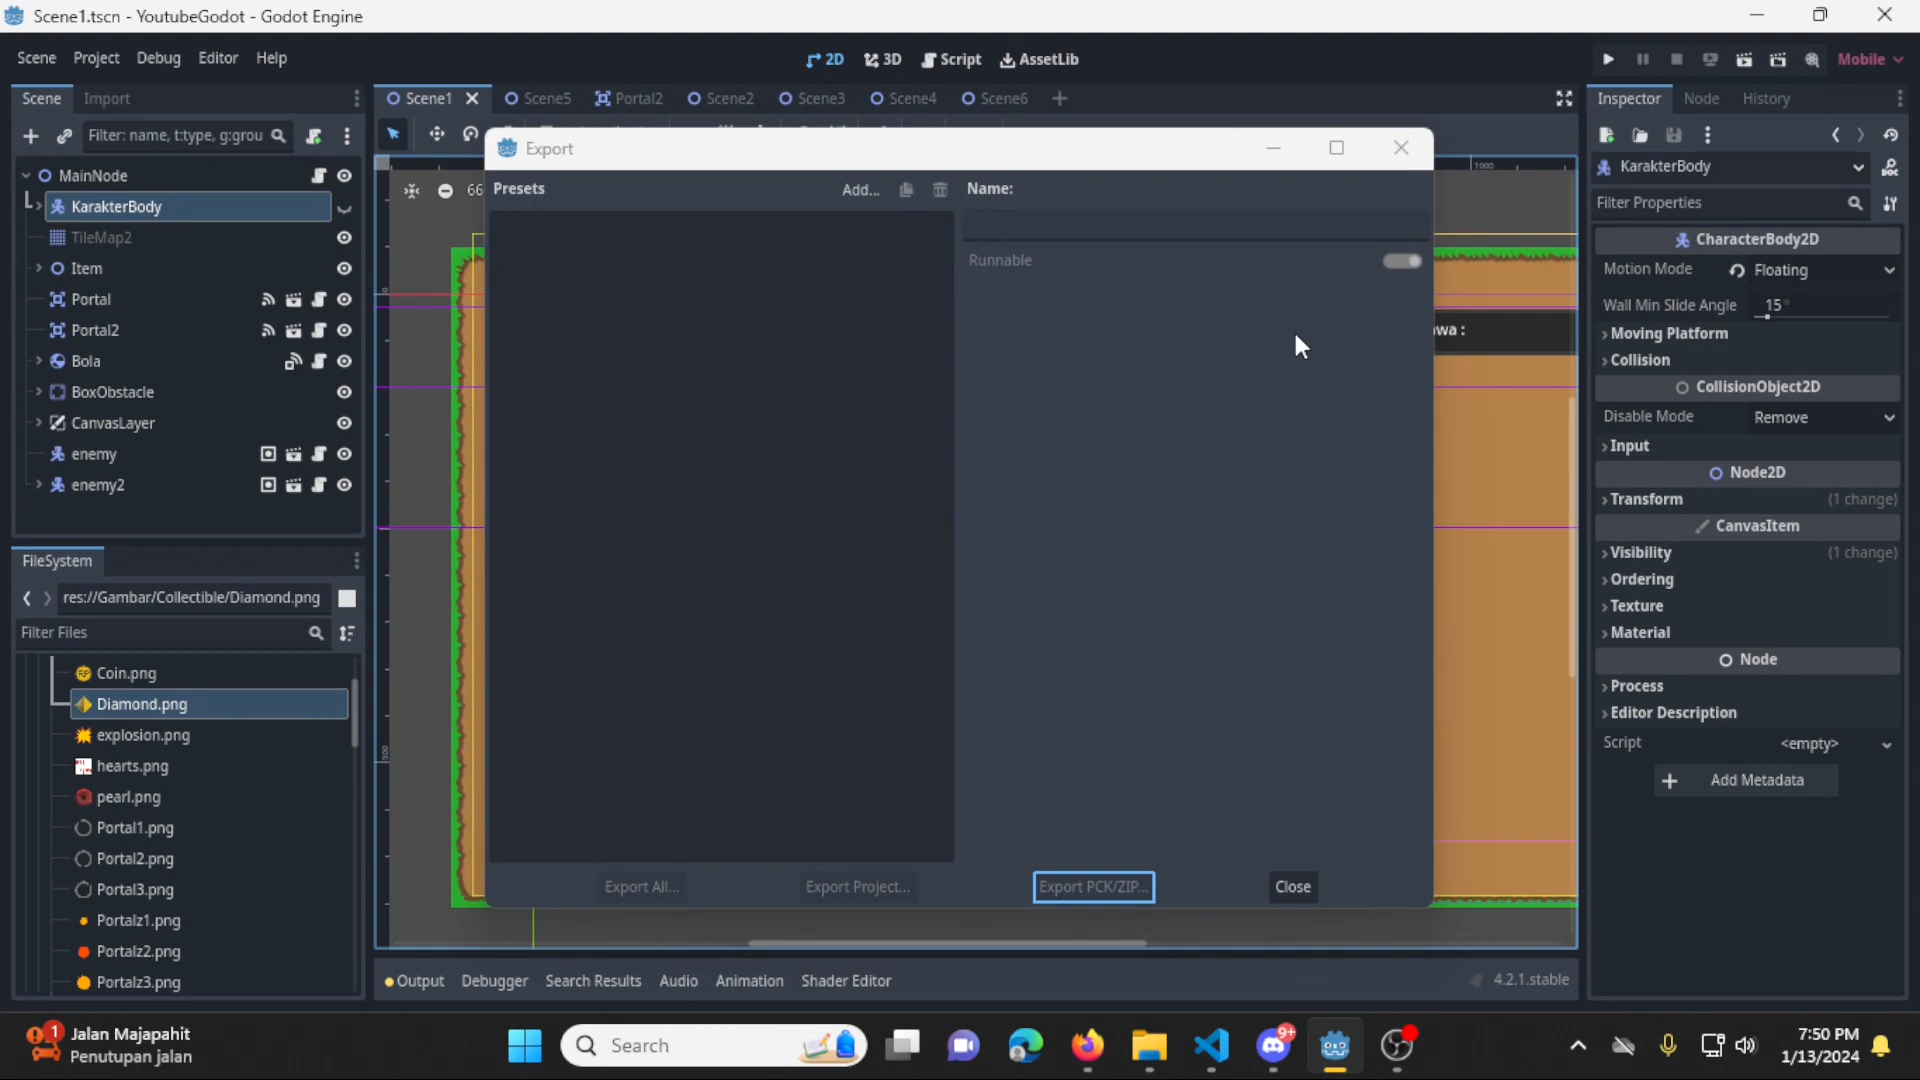 Scene1.tscn - YoutubeGodot - Godot Engine
Scene Project Debug Editor Help
2D 3D Script AssetLib
Mobile
Scene Import
Scene1 Scene5 Portal2 Scene2 Scene3 Scene4 Scene6
Inspector Node History
Filter: name, t:type, g:grou
MainNode
KarakterBody
TileMap2
Item
Portal
Portal2
Bola
BoxObstacle
CanvasLayer
enemy
enemy2
FileSystem
res://Gambar/Collectible/Diamond.png
Filter Files
Coin.png
Diamond.png
explosion.png
hearts.png
pearl.png
Portal1.png
Portal2.png
Portal3.png
Portalz1.png
Portalz2.png
Portalz3.png
66
1000
500
Export
Presets Add... Name:
Runnable
Export All... Export Project... Export PCK/ZIP... Close
wa :
Output Debugger Search Results Audio Animation Shader Editor 4.2.1.stable
KarakterBody
Filter Properties
CharacterBody2D
Motion Mode Floating
Wall Min Slide Angle 15°
Moving Platform
Collision
CollisionObject2D
Disable Mode Remove
Input
Node2D
Transform (1 change)
CanvasItem
Visibility (1 change)
Ordering
Texture
Material
Node
Process
Editor Description
Script <empty>
Add Metadata
1
Jalan Majapahit
Penutupan jalan
Search
9+
7:50 PM
1/13/2024